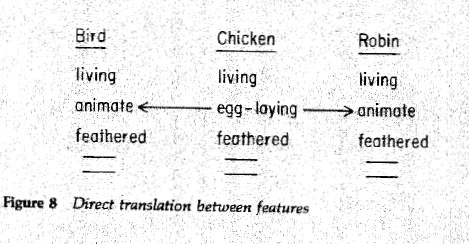 Bird Chicken Robin
living living living
animate egg-laying animate
feathered feathered feathered
Figure 8 Direct translation between features